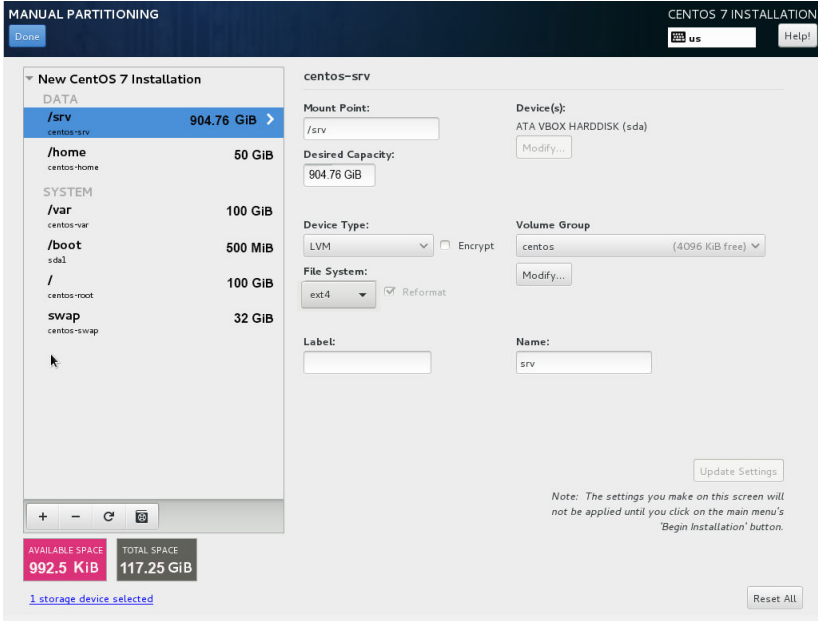 MANUAL PARTITIONING
CENTOS 7 INSTALLATION
Done
us
Help!
New CentOS 7 Installation
DATA
/srv 904.76 GiB
centos-srv
/home 50 GiB
centos-home
SYSTEM
/var 100 GiB
centos-var
/boot 500 MiB
sda1
/ 100 GiB
centos-root
swap 32 GiB
centos-swap
+ −
AVAILABLE SPACE
992.5 KiB
TOTAL SPACE
117.25 GiB
1 storage device selected
centos-srv
Mount Point:
/srv
Desired Capacity:
904.76 GiB
Device(s):
ATA VBOX HARDDISK (sda)
Modify...
Device Type:
LVM
Encrypt
Volume Group
centos (4096 KiB free)
File System:
ext4
Reformat
Modify...
Label:
Name:
srv
Update Settings
Note: The settings you make on this screen will
not be applied until you click on the main menu's
'Begin Installation' button.
Reset All